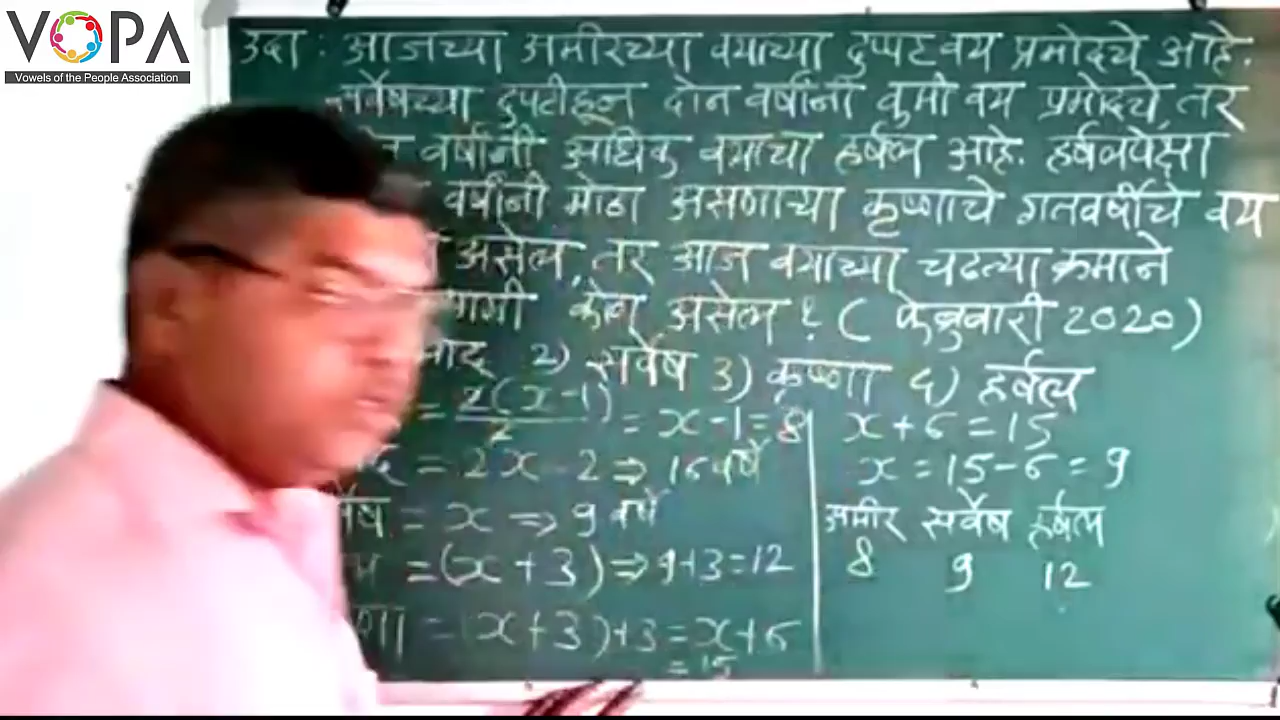 VOPA
Vowels of the People Association
उदा : आजच्या अमीरच्या वयाच्या दुप्पट वय प्रमोदचे आहे.
सर्वेषच्या दुपटीहून दोन वर्षांनी कमी वय प्रमोदचे, तर
वर्षांनी अधिक वयाचा हर्षल आहे. हर्षलपेक्षा
वर्षांनी मोठा असणाऱ्या कृष्णाचे गतवर्षीचे वय
असेल, तर आज वयाच्या चढत्या क्रमाने
कोण असेल ? ( फेब्रुवारी 2020 )
2) सर्वेष 3) कृष्णा 4) हर्षल
= 2(x-1)/2 = x-1=8
= 2x-2 ⇒ 16 वर्षे
= x ⇒ 9 वर्षे
=(x+3)⇒9+3=12
=(x+3)+3=x+6
=15
x+6=15
x=15-6=9
अमीर सर्वेष हर्षल
8 9 12